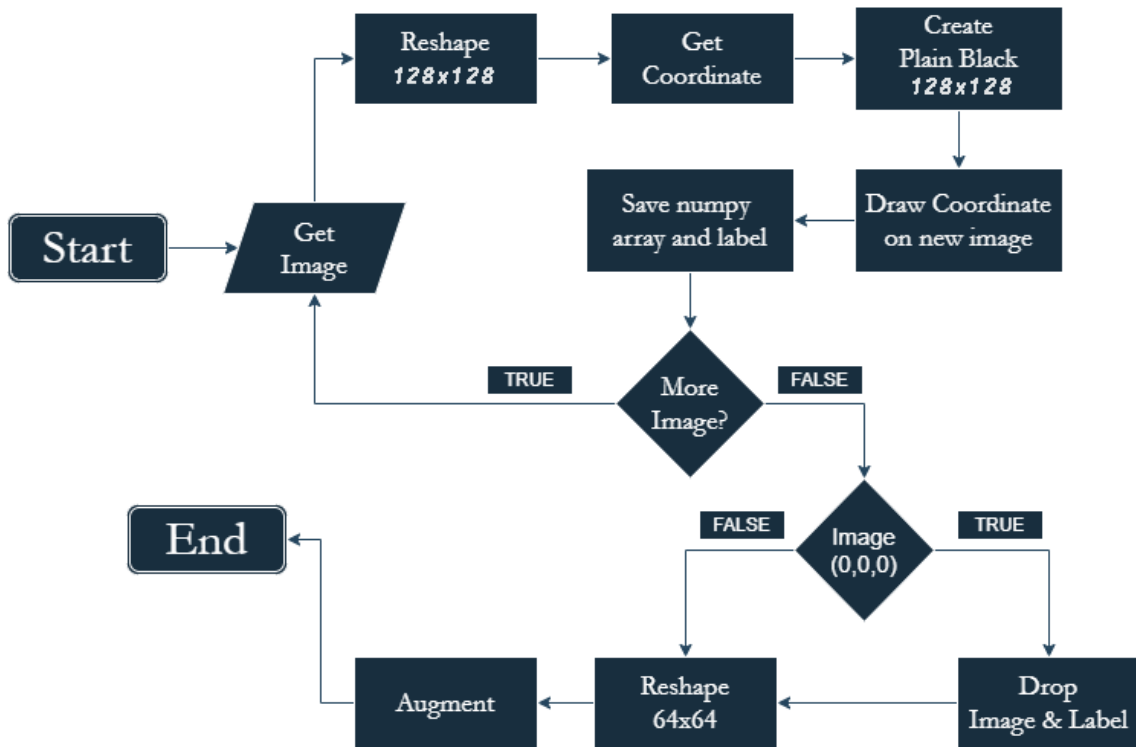 Reshape
128x128
Get
Coordinate
Create
Plain Black
128x128
Start
Get
Image
Save numpy
array and label
Draw Coordinate
on new image
TRUE
More
Image?
FALSE
End
FALSE
Image
(0,0,0)
TRUE
Augment
Reshape
64x64
Drop
Image & Label